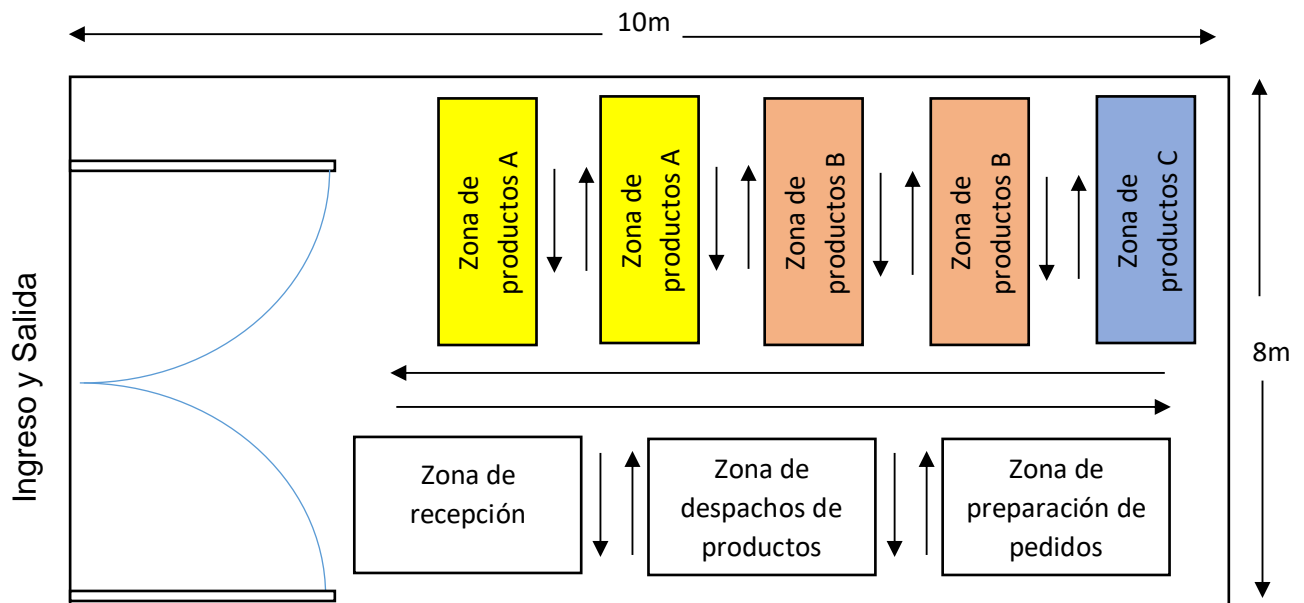 10m
Zona de
productos A
Zona de
productos A
Zona de
productos B
Zona de
productos B
Zona de
productos C
Ingreso y Salida
8m
Zona de
recepción
Zona de
despachos de
productos
Zona de
preparación de
pedidos